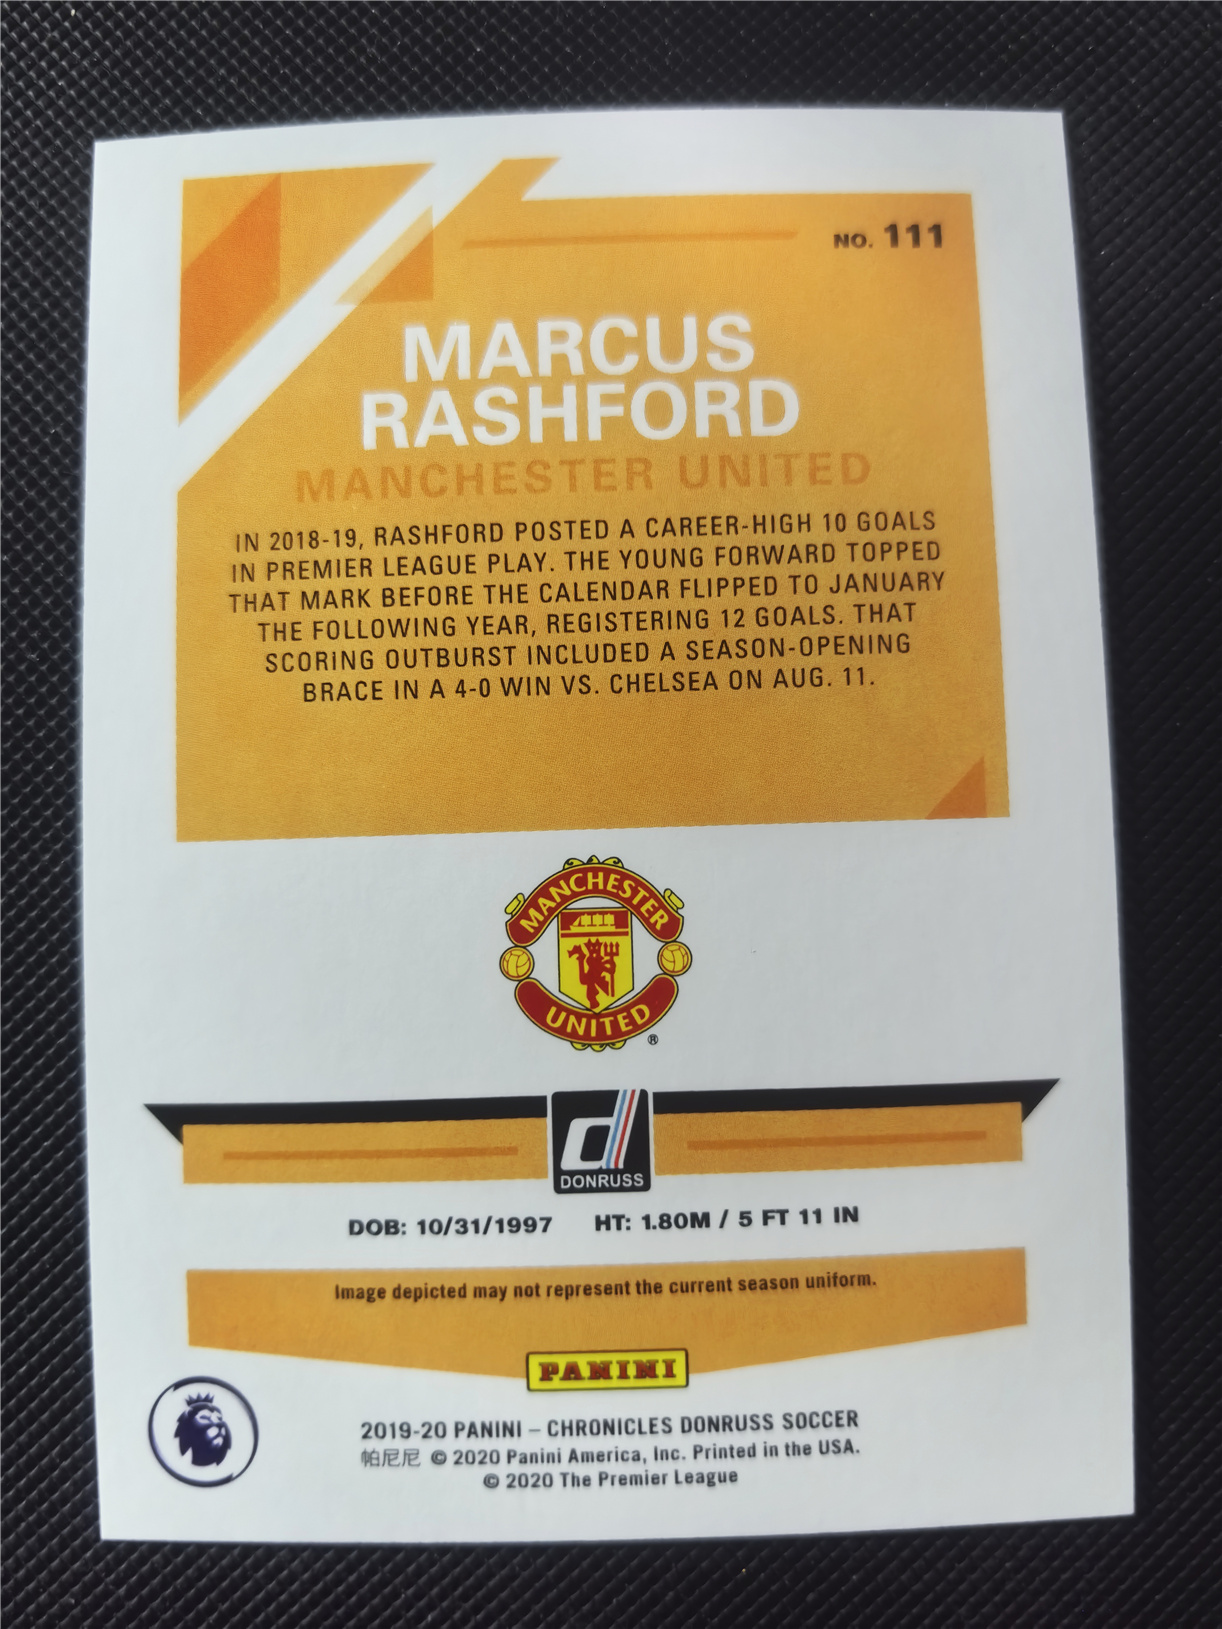 NO. 111
MARCUS
RASHFORD
MANCHESTER UNITED
IN 2018-19, RASHFORD POSTED A CAREER-HIGH 10 GOALS
IN PREMIER LEAGUE PLAY. THE YOUNG FORWARD TOPPED
THAT MARK BEFORE THE CALENDAR FLIPPED TO JANUARY
THE FOLLOWING YEAR, REGISTERING 12 GOALS. THAT
SCORING OUTBURST INCLUDED A SEASON-OPENING
BRACE IN A 4-0 WIN VS. CHELSEA ON AUG. 11.
MANCHESTER
UNITED
®
d
DONRUSS
DOB: 10/31/1997 HT: 1.80M / 5 FT 11 IN
Image depicted may not represent the current season uniform.
PANINI
2019-20 PANINI – CHRONICLES DONRUSS SOCCER
帕尼尼 © 2020 Panini America, Inc. Printed in the USA.
© 2020 The Premier League